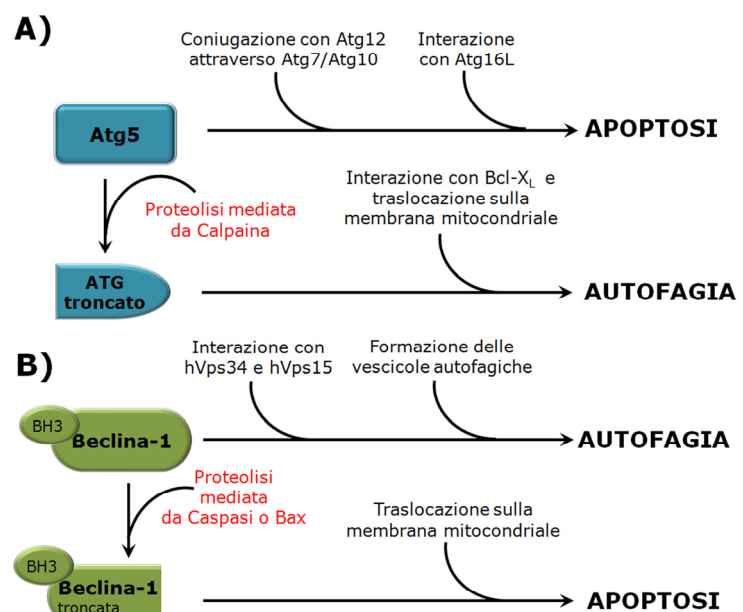 A)
Coniugazione con Atg12
attraverso Atg7/Atg10
Interazione
con Atg16L
Atg5
APOPTOSI
Proteolisi mediata
da Calpaina
Interazione con Bcl-XL e
traslocazione sulla
membrana mitocondriale
ATG
troncato
AUTOFAGIA
B)
Interazione con
hVps34 e hVps15
Formazione delle
vescicole autofagiche
BH3
Beclina-1
AUTOFAGIA
Proteolisi
mediata
da Caspasi o Bax
Traslocazione sulla
membrana mitocondriale
BH3
Beclina-1
troncata
APOPTOSI